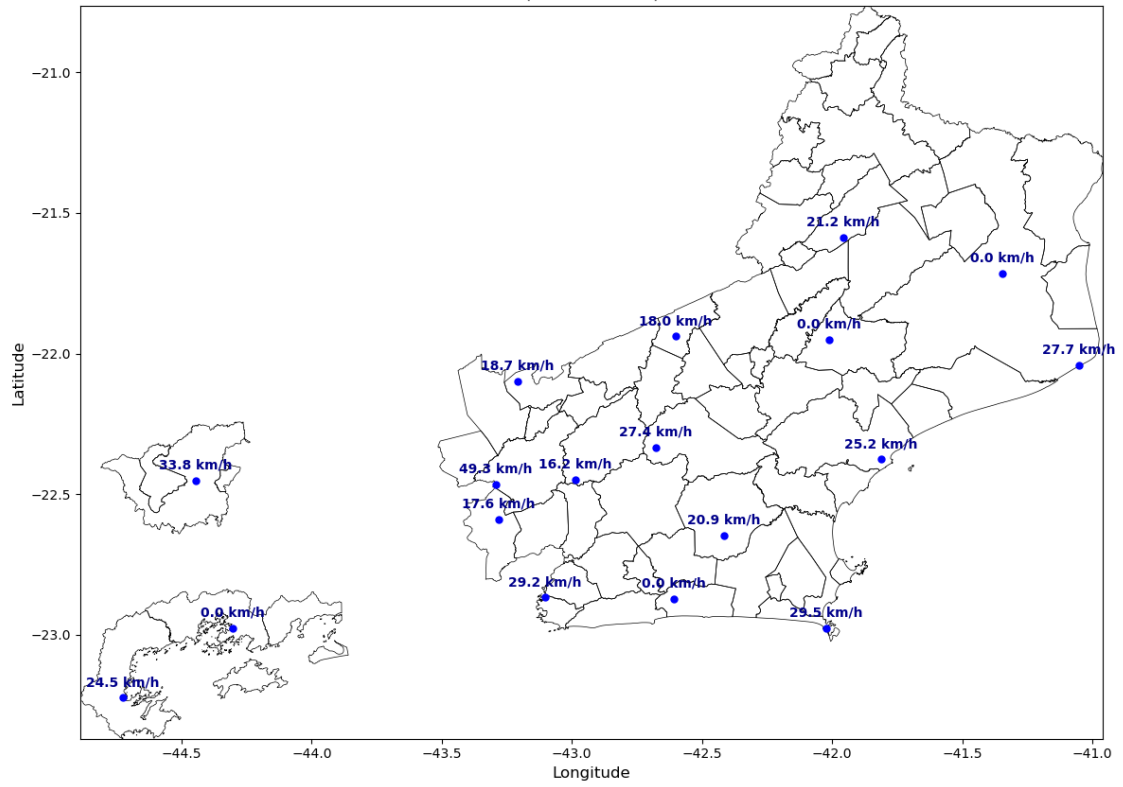 −21.0
−21.5
21.2 km/h
0.0 km/h
18.0 km/h
0.0 km/h
−22.0
27.7 km/h
18.7 km/h
27.4 km/h
25.2 km/h
33.8 km/h
49.3 km/h
16.2 km/h
−22.5
17.6 km/h
20.9 km/h
29.2 km/h
0.0 km/h
0.0 km/h
29.5 km/h
−23.0
24.5 km/h
−44.5
−44.0
−43.5
−43.0
−42.5
−42.0
−41.5
−41.0
Longitude
Latitude